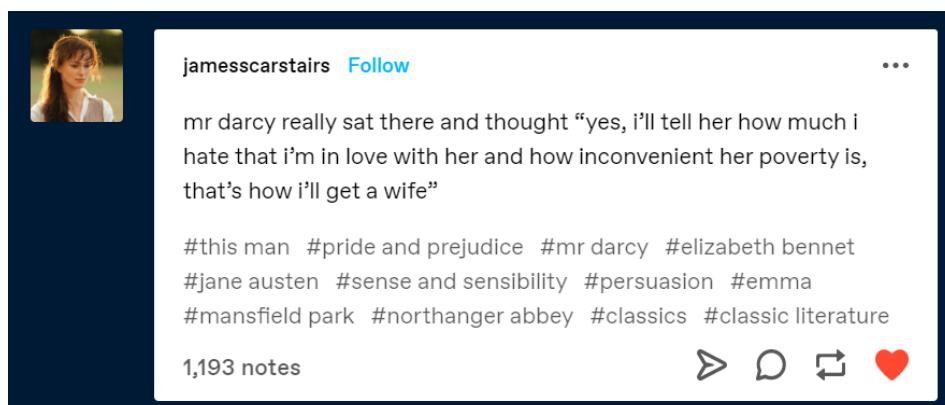 jamesscarstairs Follow
mr darcy really sat there and thought “yes, i’ll tell her how much i
hate that i’m in love with her and how inconvenient her poverty is,
that’s how i’ll get a wife”
#this man #pride and prejudice #mr darcy #elizabeth bennet
#jane austen #sense and sensibility #persuasion #emma
#mansfield park #northanger abbey #classics #classic literature
1,193 notes